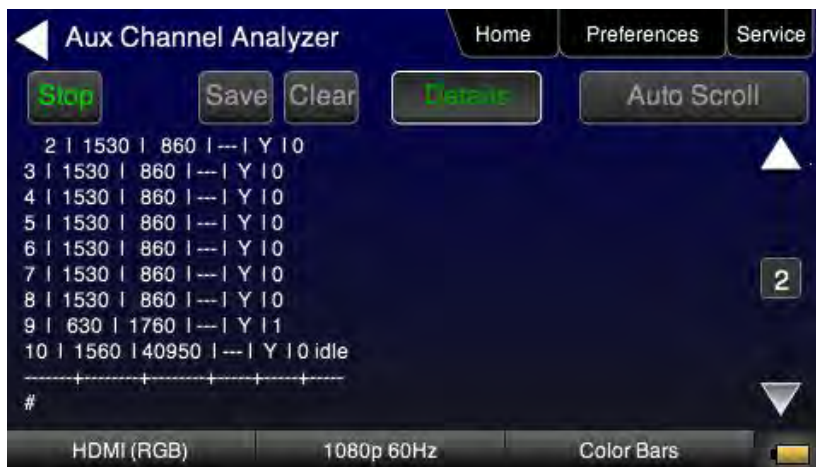 Aux Channel Analyzer
Home
Preferences
Service
Stop
Save
Clear
Details
Auto Scroll
2 | 1530 | 860 |---| Y |0
3 | 1530 | 860 |---| Y |0
4 | 1530 | 860 |---| Y |0
5 | 1530 | 860 |---| Y |0
6 | 1530 | 860 |---| Y |0
7 | 1530 | 860 |---| Y |0
8 | 1530 | 860 |---| Y |0
9 | 630 | 1760 |---| Y |1
10 | 1560 |40950 |---| Y |0 idle
-------+--------+---------+-----+-----+-----
#
2
HDMI (RGB)
1080p 60Hz
Color Bars